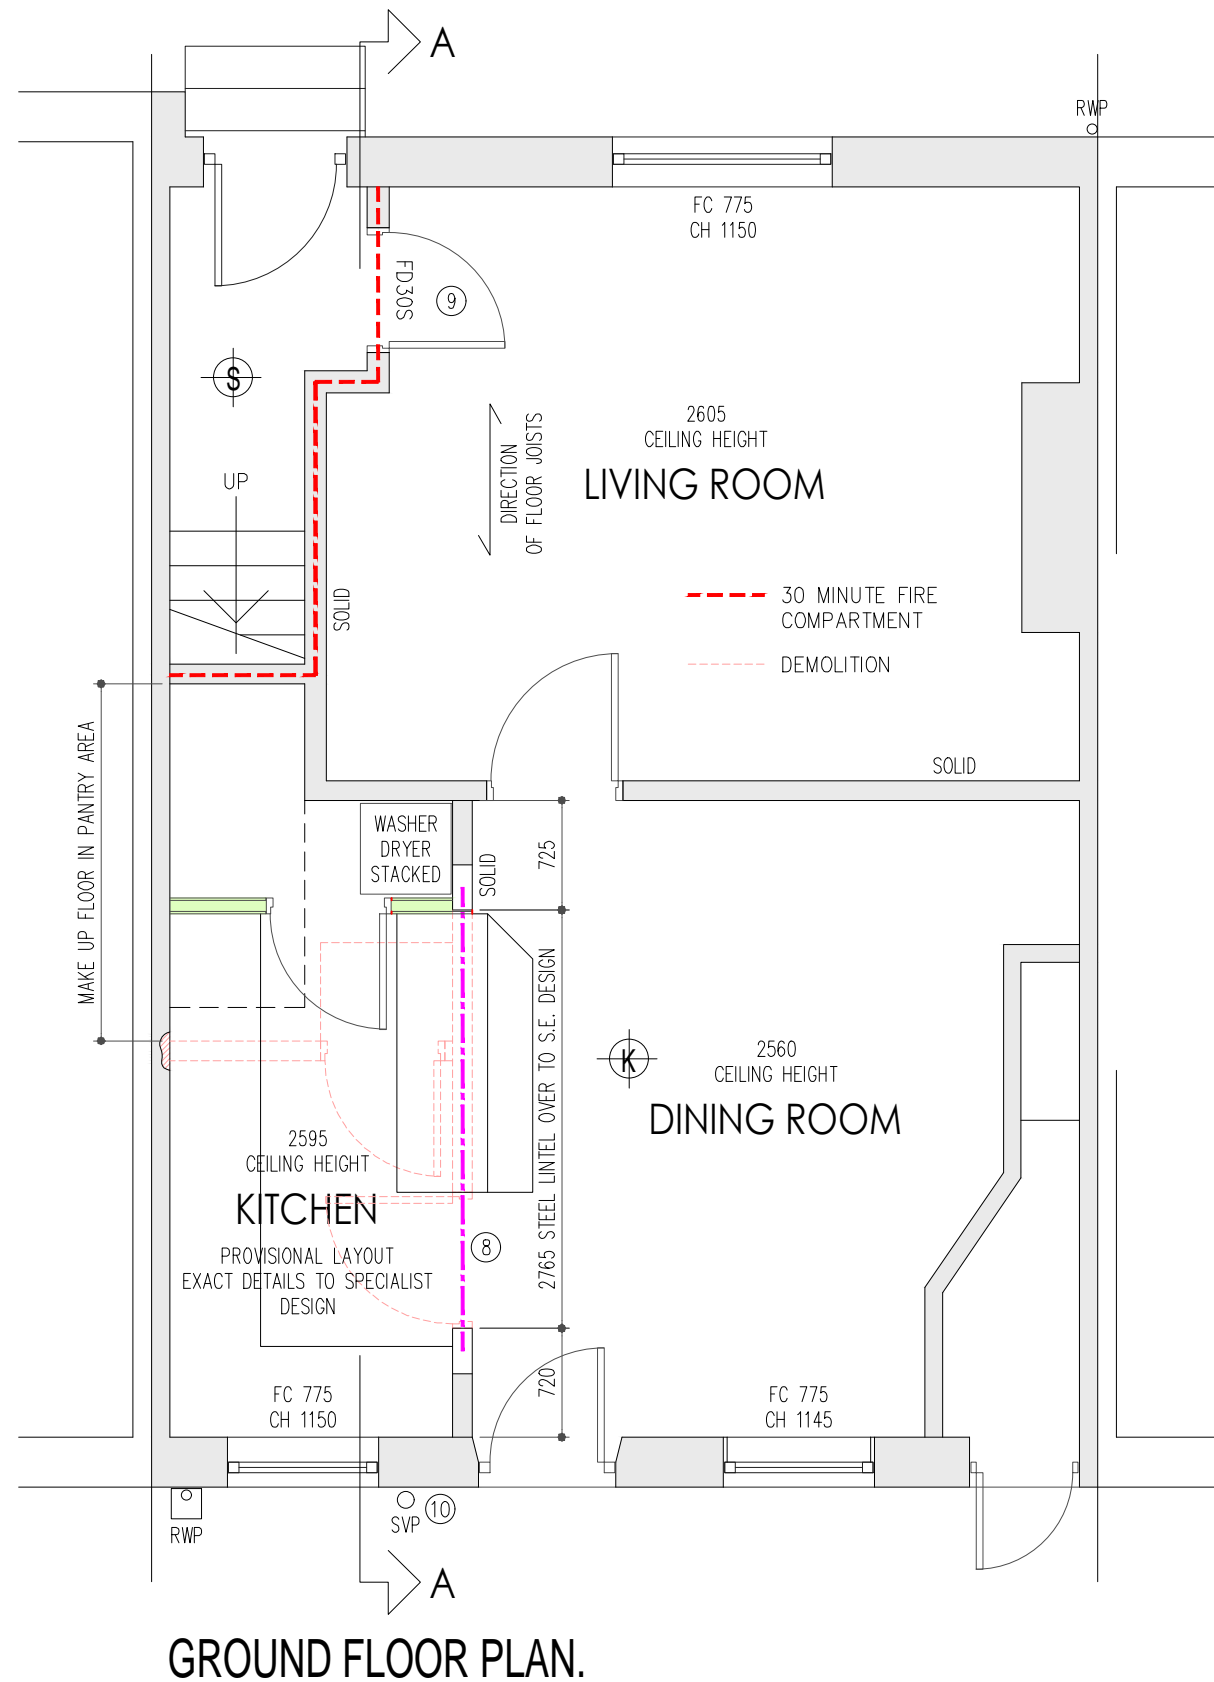 A
RWP
FC 775
CH 1150
FD30S
9
S
2605
CEILING HEIGHT
LIVING ROOM
DIRECTION
OF FLOOR JOISTS
UP
SOLID
30 MINUTE FIRE
COMPARTMENT
DEMOLITION
SOLID
MAKE UP FLOOR IN PANTRY AREA
WASHER
DRYER
STACKED
SOLID
725
2765 STEEL LINTEL OVER TO S.E. DESIGN
K
2560
CEILING HEIGHT
DINING ROOM
2595
CEILING HEIGHT
KITCHEN
PROVISIONAL LAYOUT
EXACT DETAILS TO SPECIALIST
DESIGN
8
720
FC 775
CH 1150
FC 775
CH 1145
RWP
SVP
10
A
GROUND FLOOR PLAN.